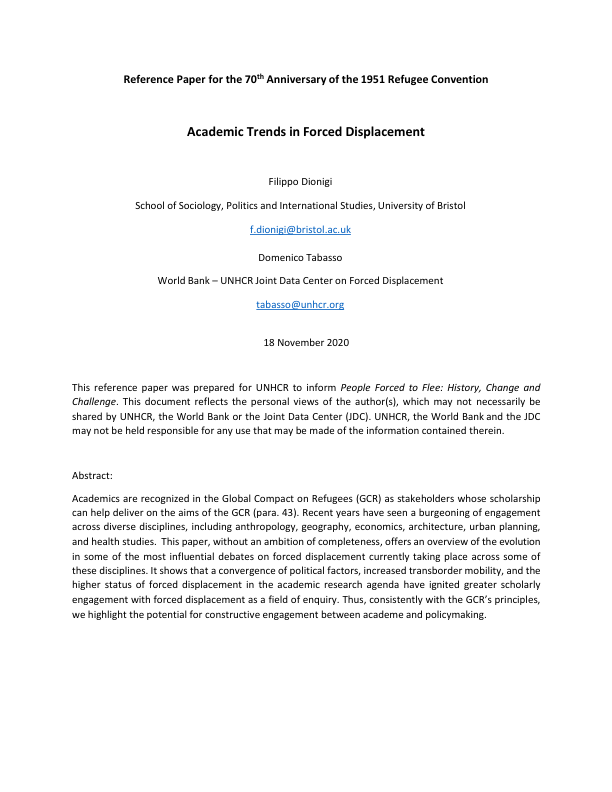 Reference Paper for the 70th Anniversary of the 1951 Refugee Convention
Academic Trends in Forced Displacement
Filippo Dionigi
School of Sociology, Politics and International Studies, University of Bristol
f.dionigi@bristol.ac.uk
Domenico Tabasso
World Bank – UNHCR Joint Data Center on Forced Displacement
tabasso@unhcr.org
18 November 2020
This reference paper was prepared for UNHCR to inform People Forced to Flee: History, Change and
Challenge. This document reflects the personal views of the author(s), which may not necessarily be
shared by UNHCR, the World Bank or the Joint Data Center (JDC). UNHCR, the World Bank and the JDC
may not be held responsible for any use that may be made of the information contained therein.
Abstract:
Academics are recognized in the Global Compact on Refugees (GCR) as stakeholders whose scholarship
can help deliver on the aims of the GCR (para. 43). Recent years have seen a burgeoning of engagement
across diverse disciplines, including anthropology, geography, economics, architecture, urban planning,
and health studies. This paper, without an ambition of completeness, offers an overview of the evolution
in some of the most influential debates on forced displacement currently taking place across some of
these disciplines. It shows that a convergence of political factors, increased transborder mobility, and the
higher status of forced displacement in the academic research agenda have ignited greater scholarly
engagement with forced displacement as a field of enquiry. Thus, consistently with the GCR’s principles,
we highlight the potential for constructive engagement between academe and policymaking.